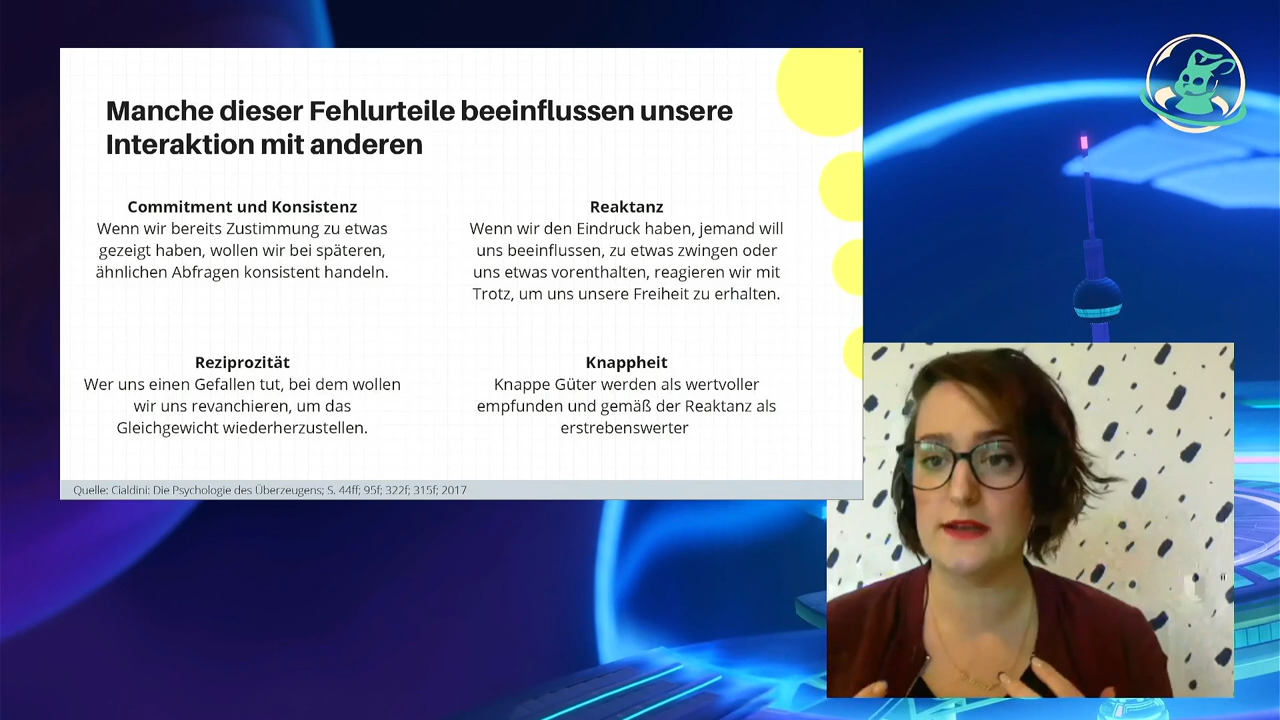 Manche dieser Fehlurteile beeinflussen unsere
Interaktion mit anderen
Commitment und Konsistenz
Wenn wir bereits Zustimmung zu etwas
gezeigt haben, wollen wir bei späteren,
ähnlichen Abfragen konsistent handeln.
Reaktanz
Wenn wir den Eindruck haben, jemand will
uns beeinflussen, zu etwas zwingen oder
uns etwas vorenthalten, reagieren wir mit
Trotz, um uns unsere Freiheit zu erhalten.
Reziprozität
Wer uns einen Gefallen tut, bei dem wollen
wir uns revanchieren, um das
Gleichgewicht wiederherzustellen.
Knappheit
Knappe Güter werden als wertvoller
empfunden und gemäß der Reaktanz als
erstrebenswerter
Quelle: Cialdini: Die Psychologie des Überzeugens; S. 44ff; 95f; 322f; 315f; 2017